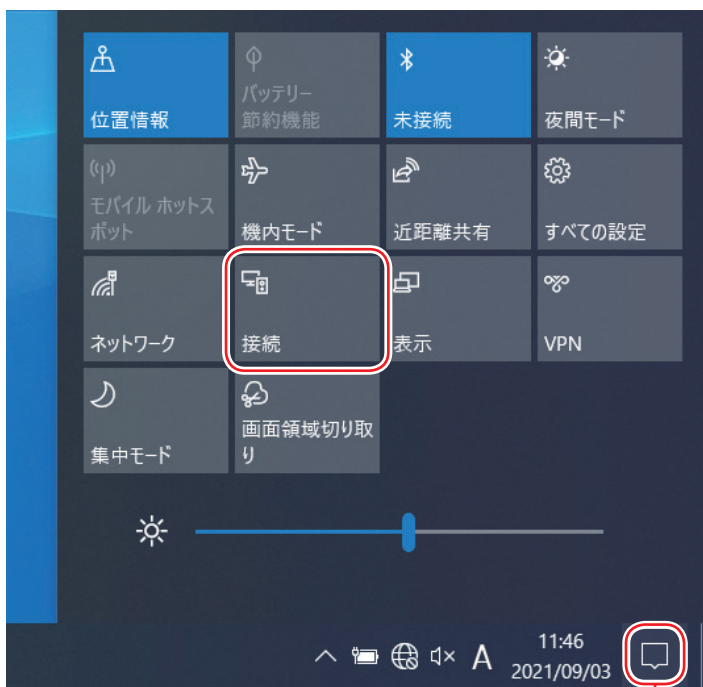 位置情報
バッテリー
節約機能
未接続
夜間モード
モバイル ホットス
ポット
機内モード
近距離共有
すべての設定
ネットワーク
接続
表示
VPN
集中モード
画面領域切り取
り
A
11:46
2021/09/03